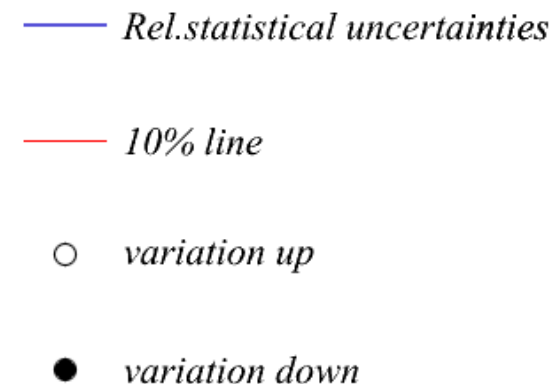 Rel.statistical uncertainties
10% line
variation up
variation down